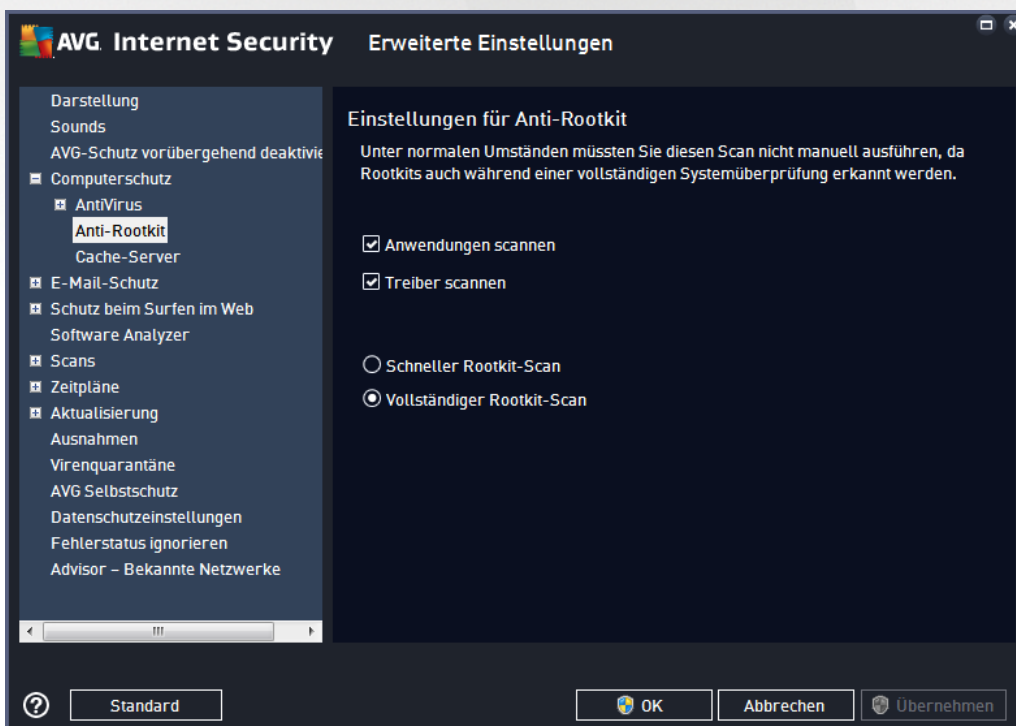 AVG. Internet Security Erweiterte Einstellungen
Darstellung
Sounds
AVG-Schutz vorübergehend
Computerschutz
AntiVirus
Anti-Rootkit
Cache-Server
E-Mail-Schutz
Schutz beim Surfen im Web
Software Analyzer
Scans
Zeitpläne
Aktualisierung
Ausnahmen
Virenquarantäne
AVG Selbstschutz
Datenschutzeinstellungen
Fehlerstatus ignorieren
Advisor – Bekannte Netzwerke
Einstellungen für Anti-Rootkit
Unter normalen Umständen müssten Sie diesen Scan nicht manuell ausführen, da
Rootkits auch während einer vollständigen Systemüberprüfung erkannt werden.
Anwendungen scannen
Treiber scannen
Schneller Rootkit-Scan
Vollständiger Rootkit-Scan
? Standard OK Abbrechen Übernehmen